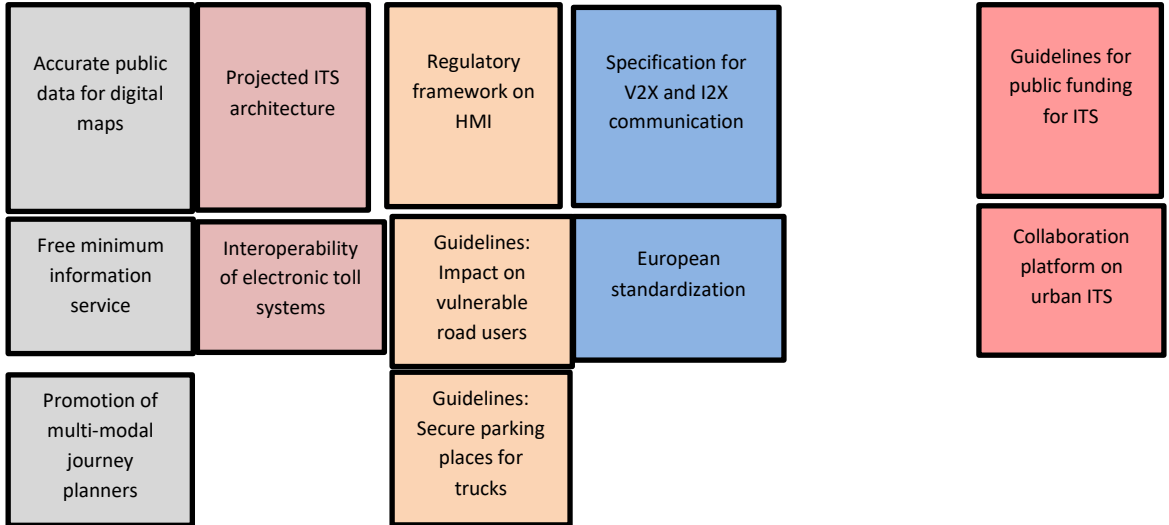 Accurate public
data for digital
maps
Projected ITS
architecture
Regulatory
framework on
HMI
Specification for
V2X and I2X
communication
Guidelines for
public funding
for ITS
Free minimum
information
service
Interoperability
of electronic toll
systems
Guidelines:
Impact on
vulnerable
road users
European
standardization
Collaboration
platform on
urban ITS
Promotion of
multi-modal
journey
planners
Guidelines:
Secure parking
places for
trucks